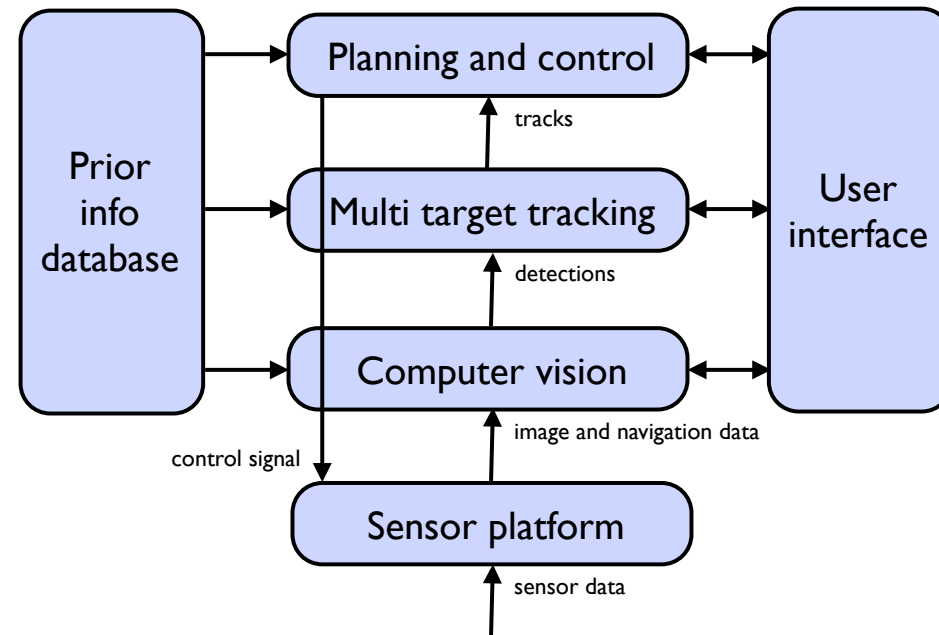 Planning and control
tracks
Prior
info
database
Multi target tracking
User
interface
detections
Computer vision
image and navigation data
control signal
Sensor platform
sensor data